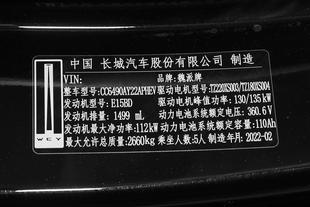 中国 长城汽车股份有限公司 制造
VIN: 品牌:魏派牌
整车型号:CC6490AY22APHEV 驱动电机型号:TZ220XS003/TZ180XS004
发动机型号:E15BD 驱动电机峰值功率:130/135kW
发动机排量:1499 mL 动力电池系统额定电压:360.6V
发动机最大净功率:112kW 动力电池系统额定容量:110Ah
最大允许总质量:2660kg 乘坐人数:5人 制造年月:2022-02
WEY